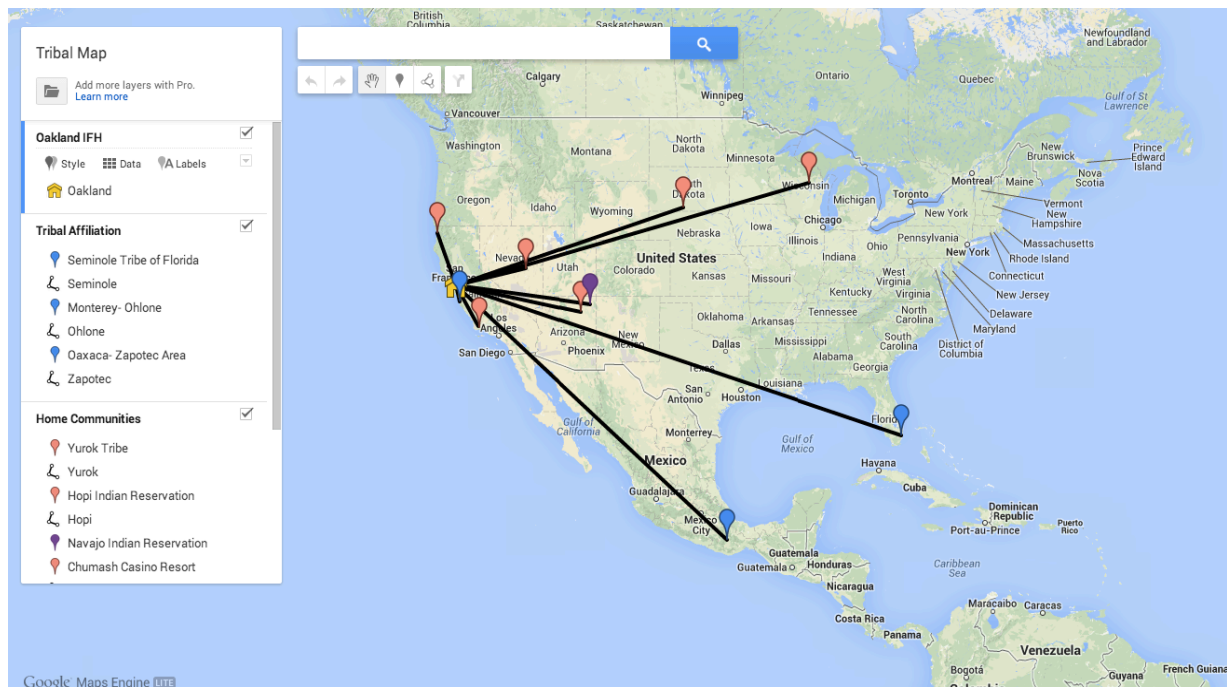 Tribal Map
Add more layers with Pro.
Learn more
Oakland IFH
Style Data A Labels
Oakland
Tribal Affiliation
Seminole Tribe of Florida
Seminole
Monterey- Ohlone
Ohlone
Oaxaca- Zapotec Area
Zapotec
Home Communities
Yurok Tribe
Yurok
Hopi Indian Reservation
Hopi
Navajo Indian Reservation
Chumash Casino Resort
Google Maps Engine LITE
British
Columbia
Saskatchewan
Calgary
Ontario
Quebec
Newfoundland
and Labrador
Gulf of St
Lawrence
Winnipeg
Vancouver
Washington
Montana
North
Dakota
Minnesota
New
Brunswick
Prince
Edward
Island
Nova
Scotia
Montreal
Maine
Toronto
Vermont
New
Hampshire
Massachusetts
Rhode Island
Connecticut
New York
New York
Pennsylvania
New Jersey
Delaware
Maryland
District of
Columbia
Oregon
Idaho
Wyoming
Dakota
Wisconsin
Michigan
Chicago
Nebraska
Iowa
Illinois
Indiana
Ohio
West
Virginia
Virginia
United States
Utah
Colorado
Kansas
Missouri
Kentucky
North
Carolina
Tennessee
South
Carolina
Oklahoma
Arkansas
Mississippi
Alabama
Georgia
Los
Angeles
San Diego
Arizona
Phoenix
New
Dallas
Texas
Louisiana
San
Antonio
Houston
Gulf of
California
Monterrey
Gulf of
Mexico
Mexico
Guadalajara
Mexico
City
Havana
Cuba
Dominican
Republic
Port-au-Prince
Puerto
Rico
Guatemala
Guatemala
Honduras
Nicaragua
Caribbean
Sea
Costa Rica
Panama
Maracaibo
Caracas
Venezuela
Bogotá
Guyana